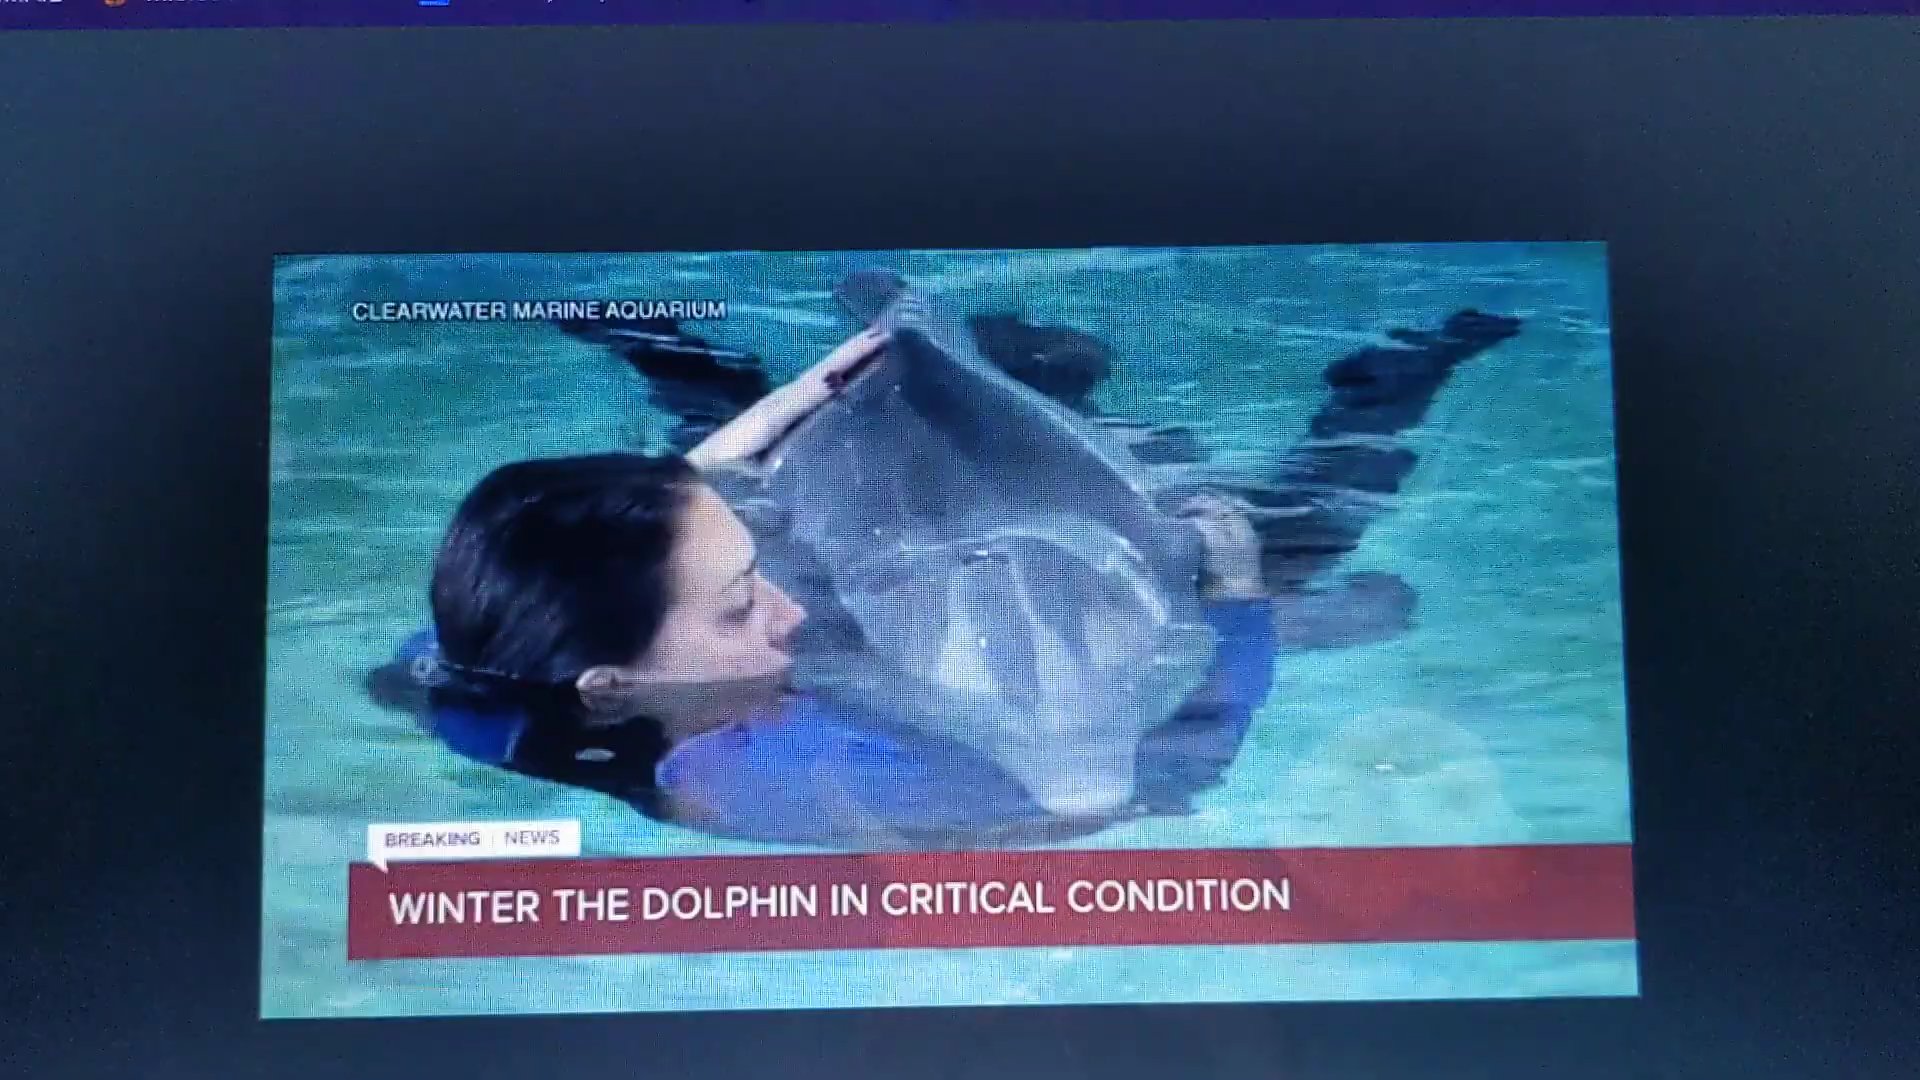 CLEARWATER MARINE AQUARIUM
BREAKING NEWS
WINTER THE DOLPHIN IN CRITICAL CONDITION